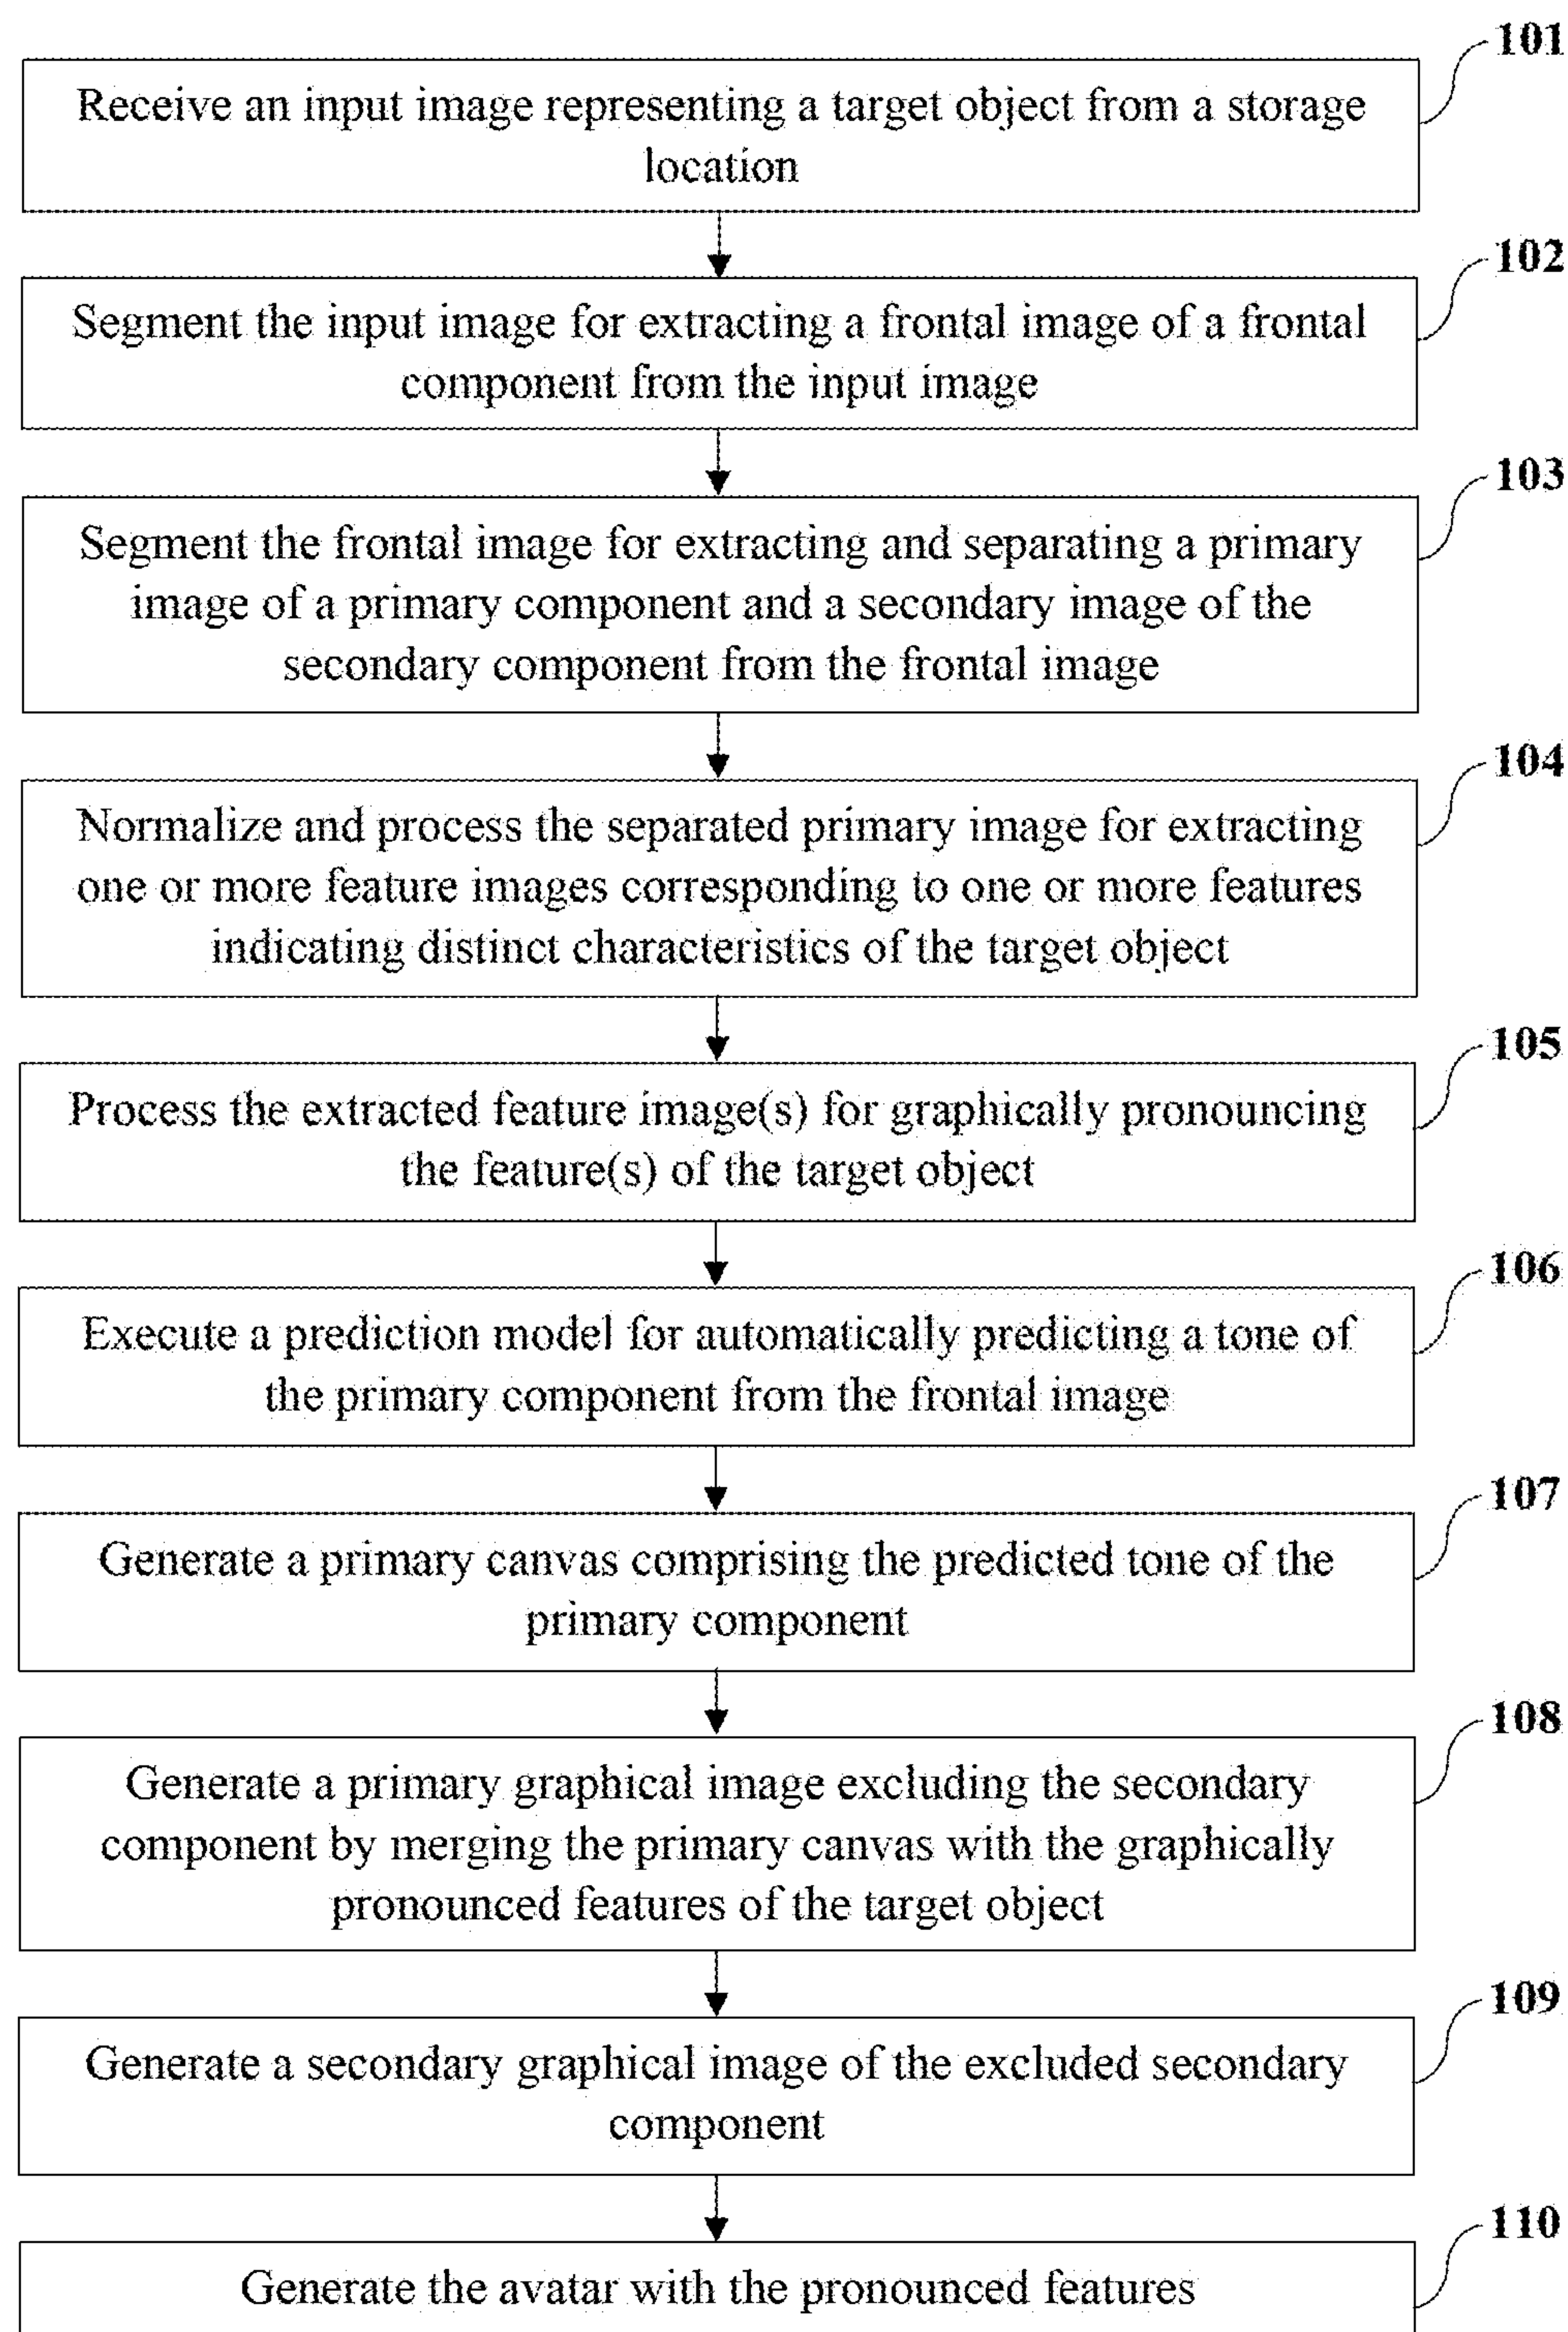 101
Receive an input image representing a target object from a storage
location
102
Segment the input image for extracting a frontal image of a frontal
component from the input image
103
Segment the frontal image for extracting and separating a primary
image of a primary component and a secondary image of the
secondary component from the frontal image
104
Normalize and process the separated primary image for extracting
one or more feature images corresponding to one or more features
indicating distinct characteristics of the target object
105
Process the extracted feature image(s) for graphically pronouncing
the feature(s) of the target object
106
Execute a prediction model for automatically predicting a tone of
the primary component from the frontal image
107
Generate a primary canvas comprising the predicted tone of the
primary component
108
Generate a primary graphical image excluding the secondary
component by merging the primary canvas with the graphically
pronounced features of the target object
109
Generate a secondary graphical image of the excluded secondary
component
110
Generate the avatar with the pronounced features